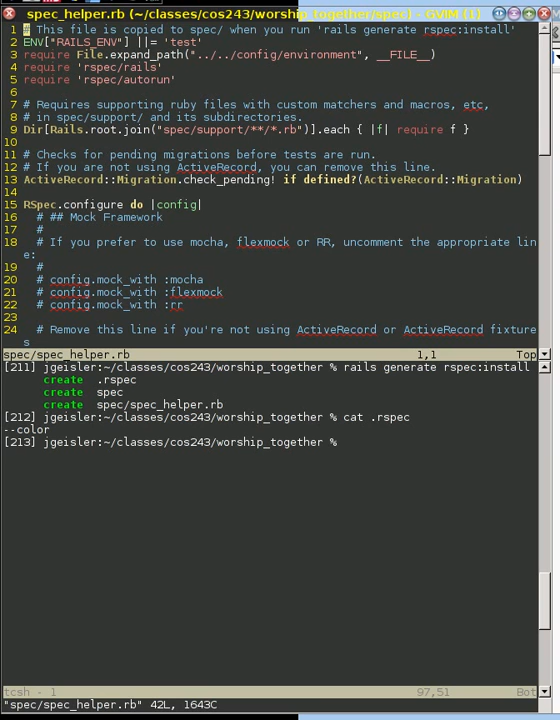 spec_helper.rb (~/classes/cos243/worship_together/spec) - GVIM (1)
1 # This file is copied to spec/ when you run 'rails generate rspec:install'
2 ENV["RAILS_ENV"] ||= 'test'
3 require File.expand_path("../../config/environment", __FILE__)
4 require 'rspec/rails'
5 require 'rspec/autorun'
6
7 # Requires supporting ruby files with custom matchers and macros, etc,
8 # in spec/support/ and its subdirectories.
9 Dir[Rails.root.join("spec/support/**/*.rb")].each { |f| require f }
10
11 # Checks for pending migrations before tests are run.
12 # If you are not using ActiveRecord, you can remove this line.
13 ActiveRecord::Migration.check_pending! if defined?(ActiveRecord::Migration)
14
15 RSpec.configure do |config|
16 # ## Mock Framework
17 #
18 # If you prefer to use mocha, flexmock or RR, uncomment the appropriate lin
e:
19 #
20 # config.mock_with :mocha
21 # config.mock_with :flexmock
22 # config.mock_with :rr
23
24 # Remove this line if you're not using ActiveRecord or ActiveRecord fixture
s
spec/spec_helper.rb 1,1 Top
[211] jgeisler:~/classes/cos243/worship_together % rails generate rspec:install
create .rspec
create spec
create spec/spec_helper.rb
[212] jgeisler:~/classes/cos243/worship_together % cat .rspec
--color
[213] jgeisler:~/classes/cos243/worship_together %
tcsh - 1 97,51 Bot
"spec/spec_helper.rb" 42L, 1643C